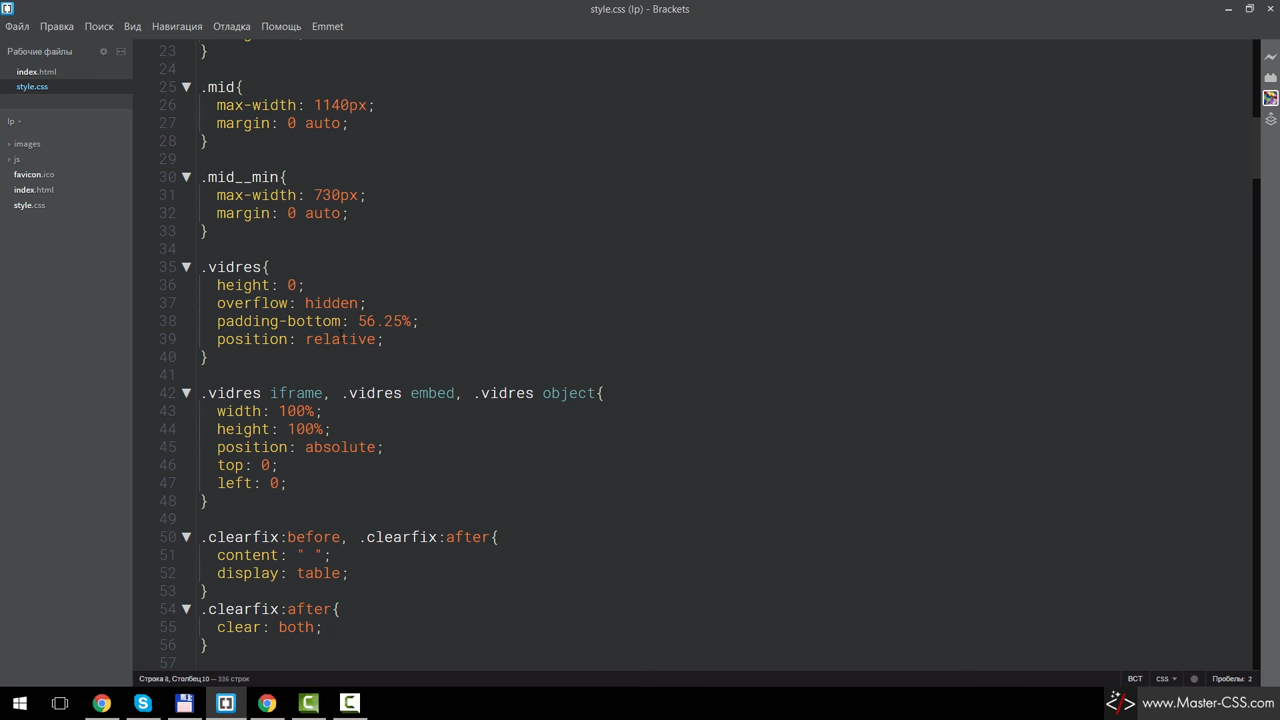 style.css (lp) - Brackets
Файл Правка Поиск Вид Навигация Отладка Помощь Emmet
Рабочие файлы
index.html
style.css
lp
images
js
favicon.ico
index.html
style.css
23 }
24
25 .mid{
26 max-width: 1140px;
27 margin: 0 auto;
28 }
29
30 .mid__min{
31 max-width: 730px;
32 margin: 0 auto;
33 }
34
35 .vidres{
36 height: 0;
37 overflow: hidden;
38 padding-bottom: 56.25%;
39 position: relative;
40 }
41
42 .vidres iframe, .vidres embed, .vidres object{
43 width: 100%;
44 height: 100%;
45 position: absolute;
46 top: 0;
47 left: 0;
48 }
49
50 .clearfix:before, .clearfix:after{
51 content: " ";
52 display: table;
53 }
54 .clearfix:after{
55 clear: both;
56 }
57
Строка 8, Столбец 10 — 336 строк
ВСТ CSS Пробелы: 2
www.Master-CSS.com